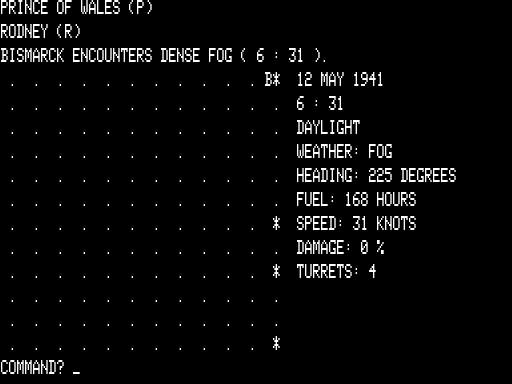 PRINCE OF WALES (P)
RODNEY (R)
BISMARCK ENCOUNTERS DENSE FOG ( 6 : 31 ).
. . . . . . . . . . . B* 12 MAY 1941
. . . . . . . . . . . . 6 : 31
. . . . . . . . . . . . DAYLIGHT
. . . . . . . . . . . . WEATHER: FOG
. . . . . . . . . . . . HEADING: 225 DEGREES
. . . . . . . . . . . . FUEL: 168 HOURS
. . . . . . . . . . . * SPEED: 31 KNOTS
. . . . . . . . . . . . DAMAGE: 0 %
. . . . . . . . . . . * TURRETS: 4
. . . . . . . . . . . .
. . . . . . . . . . . .
. . . . . . . . . . . *
COMMAND? _